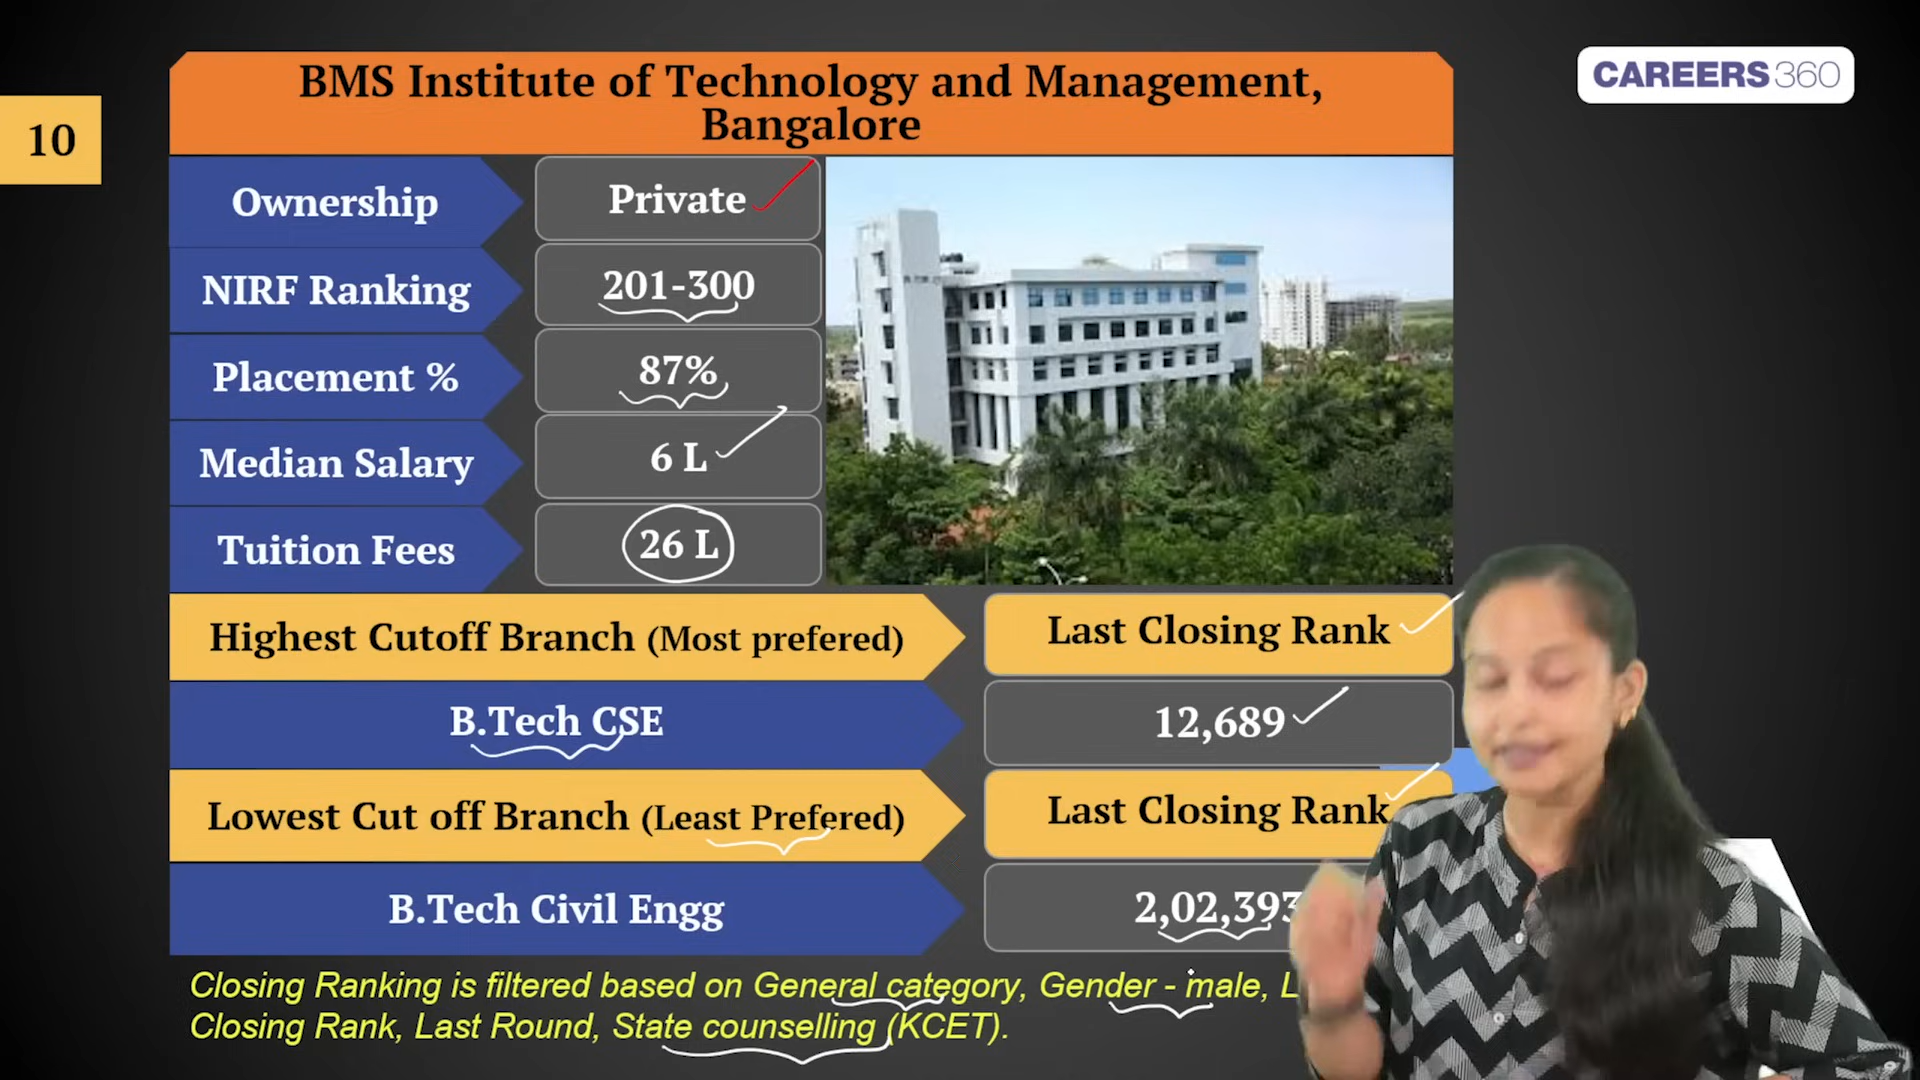 BMS Institute of Technology and Management,
Bangalore
CAREERS360
10
Ownership
Private
NIRF Ranking
201-300
Placement %
87%
Median Salary
6 L
Tuition Fees
26 L
Highest Cutoff Branch (Most prefered)
Last Closing Rank
B.Tech CSE
12,689
Lowest Cut off Branch (Least Prefered)
Last Closing Rank
B.Tech Civil Engg
2,02,393
Closing Ranking is filtered based on General category, Gender - male,
Closing Rank, Last Round, State counselling (KCET).